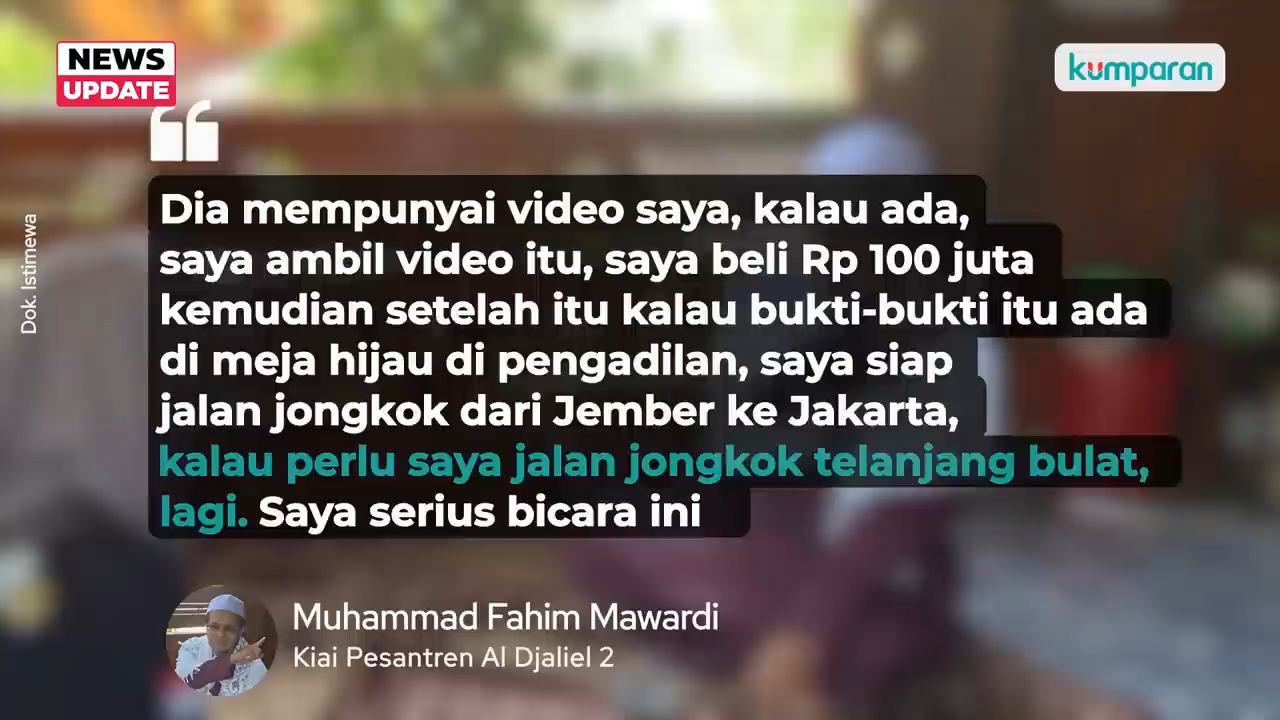 NEWS
UPDATE
kumparan
Dok. Istimewa
Dia mempunyai video saya, kalau ada,
saya ambil video itu, saya beli Rp 100 juta
kemudian setelah itu kalau bukti-bukti itu ada
di meja hijau di pengadilan, saya siap
jalan jongkok dari Jember ke Jakarta,
kalau perlu saya jalan jongkok telanjang bulat,
lagi. Saya serius bicara ini
Muhammad Fahim Mawardi
Kiai Pesantren Al Djaliel 2